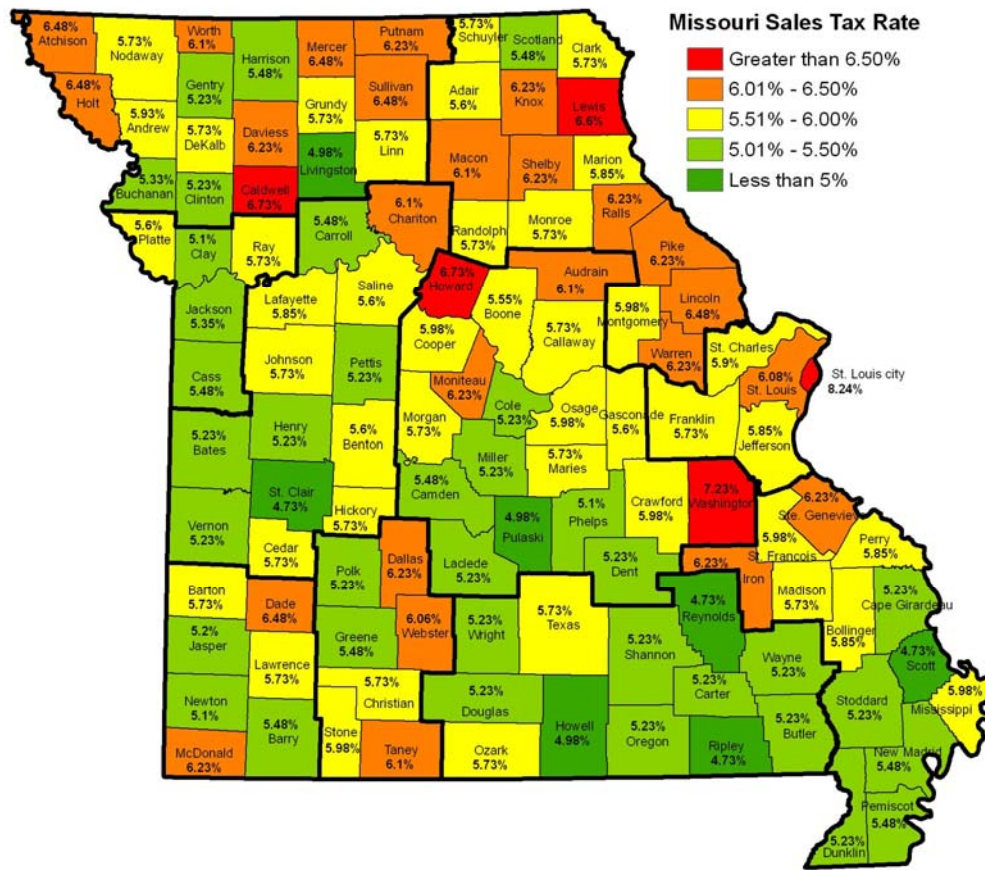 Missouri Sales Tax Rate
Greater than 6.50%
6.01% - 6.50%
5.51% - 6.00%
5.01% - 5.50%
Less than 5%
6.48%
Atchison
5.73%
Nodaway
Worth
6.1%
Harrison
5.48%
Mercer
6.48%
Putnam
6.23%
5.73%
Schuyler
Scotland
5.48%
Clark
5.73%
6.48%
Holt
Gentry
5.23%
Grundy
5.73%
Sullivan
6.48%
Adair
5.6%
6.23%
Knox
Lewis
6.6%
5.93%
Andrew
5.73%
DeKalb
Daviess
6.23%
4.98%
Livingston
5.73%
Linn
Macon
6.1%
Shelby
6.23%
Marion
5.85%
5.33%
Buchanan
5.23%
Clinton
Caldwell
6.73%
6.1%
Chariton
Randolph
5.73%
Monroe
5.73%
6.23%
Ralls
5.6%
Platte
5.1%
Clay
Ray
5.73%
5.48%
Carroll
Pike
6.23%
Jackson
5.35%
Lafayette
5.85%
Saline
5.6%
6.73%
Howard
5.55%
Boone
Audrain
6.1%
5.98%
Montgomery
Lincoln
6.48%
Cass
5.48%
Johnson
5.73%
Pettis
5.23%
5.98%
Cooper
5.73%
Callaway
Warren
6.23%
St. Charles
5.9%
6.08%
St. Louis
St. Louis city
8.24%
Moniteau
6.23%
Cole
5.23%
Osage
5.98%
Gasconade
5.6%
Franklin
5.73%
5.85%
Jefferson
5.23%
Bates
Henry
5.23%
5.6%
Benton
Morgan
5.73%
Miller
5.23%
5.73%
Maries
St. Clair
4.73%
5.48%
Camden
4.98%
Pulaski
5.1%
Phelps
Crawford
5.98%
7.23%
Washington
6.23%
Ste. Genevieve
Vernon
5.23%
Hickory
5.73%
Cedar
5.73%
5.98%
St. Francois
Perry
5.85%
Polk
5.23%
Dallas
6.23%
Laclede
5.23%
5.23%
Dent
6.23%
Iron
Madison
5.73%
Barton
5.73%
Dade
6.48%
4.73%
Reynolds
5.23%
Cape Girardeau
Bollinger
5.85%
5.2%
Jasper
Greene
5.48%
6.06%
Webster
5.23%
Wright
5.73%
Texas
5.23%
Shannon
Wayne
5.23%
4.73%
Scott
Lawrence
5.73%
5.73%
Christian
5.23%
Carter
Stoddard
5.23%
5.98%
Mississippi
Newton
5.1%
5.48%
Barry
Stone
5.98%
5.23%
Douglas
Howell
4.98%
5.23%
Oregon
Ripley
4.73%
5.23%
Butler
McDonald
6.23%
Taney
6.1%
Ozark
5.73%
New Madrid
5.48%
Pemiscot
5.48%
5.23%
Dunklin